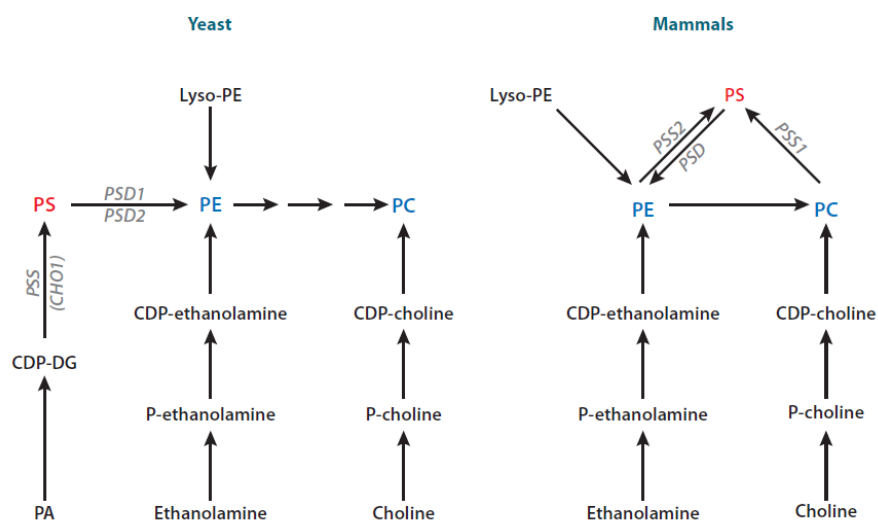 Yeast
Lyso-PE
PS
PSD1
PSD2
PE
PC
PSS
(CHO1)
CDP-ethanolamine
CDP-choline
CDP-DG
P-ethanolamine
P-choline
PA
Ethanolamine
Choline
Mammals
Lyso-PE
PS
PSS2
PSD
PSS1
PE
PC
CDP-ethanolamine
CDP-choline
P-ethanolamine
P-choline
Ethanolamine
Choline